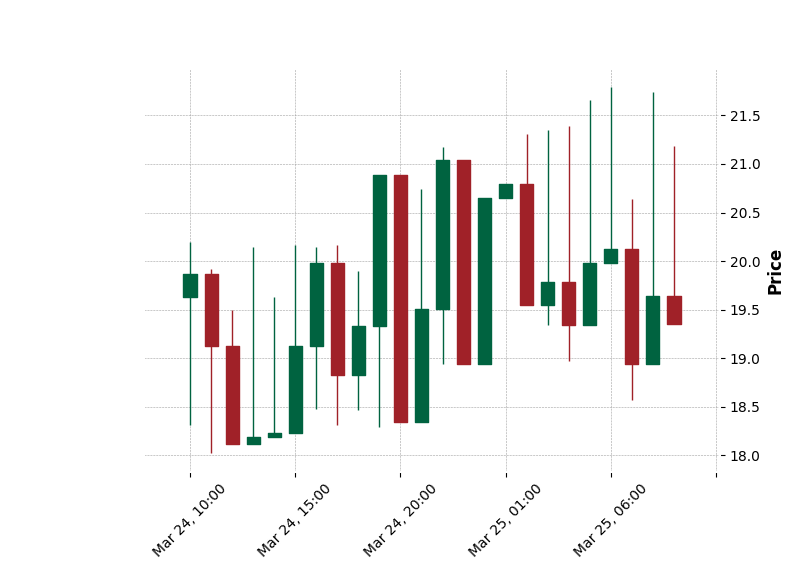 21.5
21.0
20.5
20.0
19.5
19.0
18.5
18.0
Price
Mar 24, 10:00
Mar 24, 15:00
Mar 24, 20:00
Mar 25, 01:00
Mar 25, 06:00